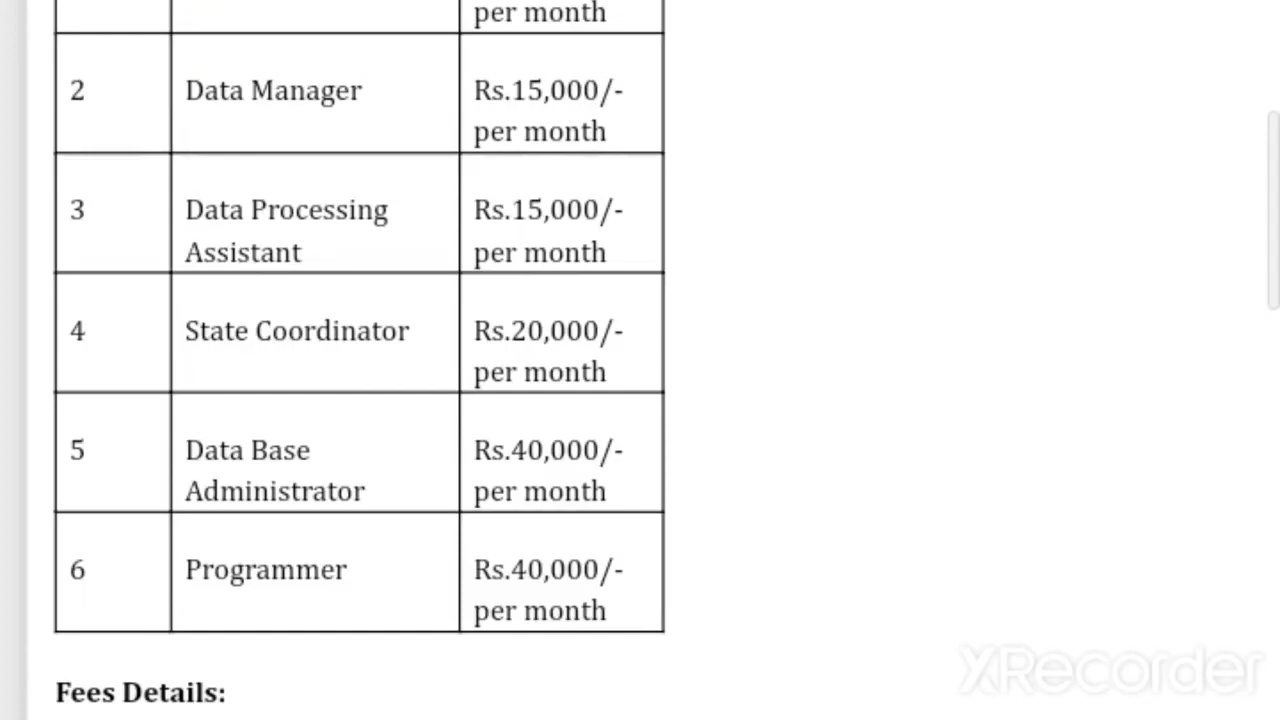 per month
2 Data Manager Rs.15,000/-
per month
3 Data Processing Rs.15,000/-
Assistant per month
4 State Coordinator Rs.20,000/-
per month
5 Data Base Rs.40,000/-
Administrator per month
6 Programmer Rs.40,000/-
per month
Fees Details:
XRecorder